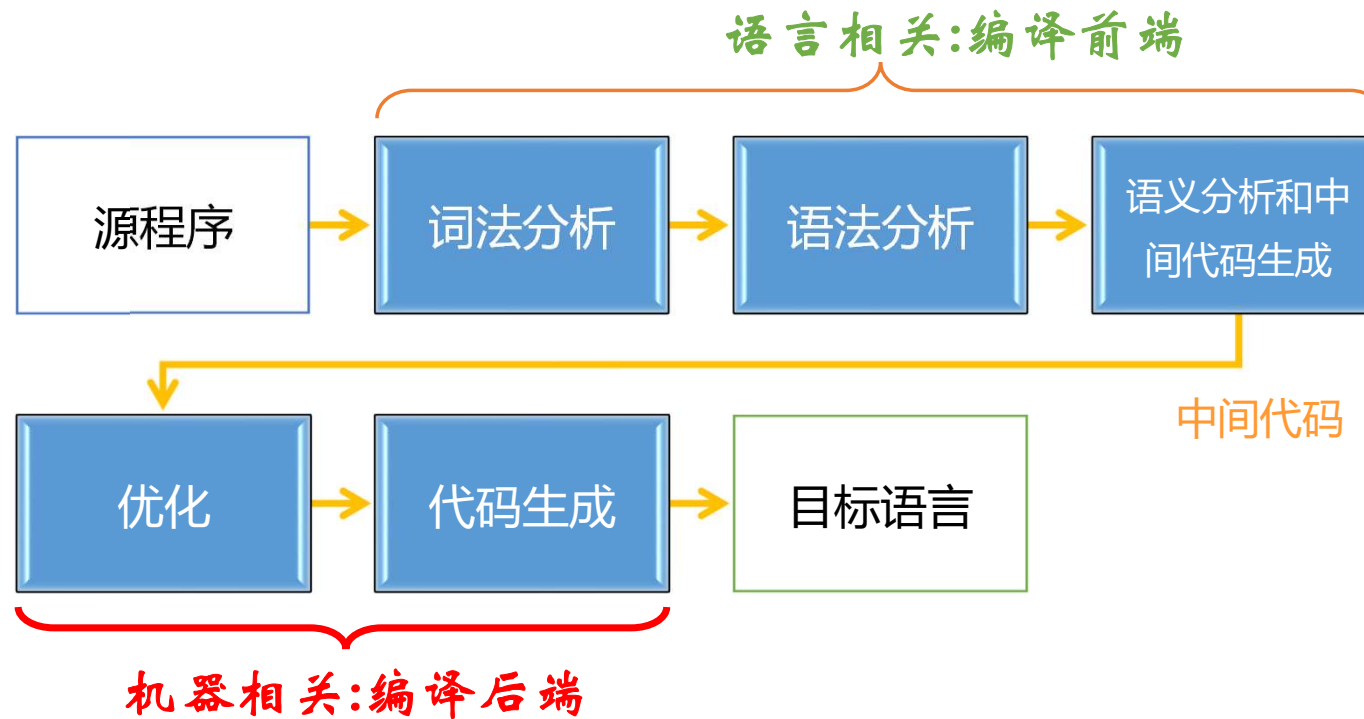 语言相关:编译前端
源程序
词法分析
语法分析
语义分析和中
间代码生成
中间代码
优化
代码生成
目标语言
机器相关:编译后端